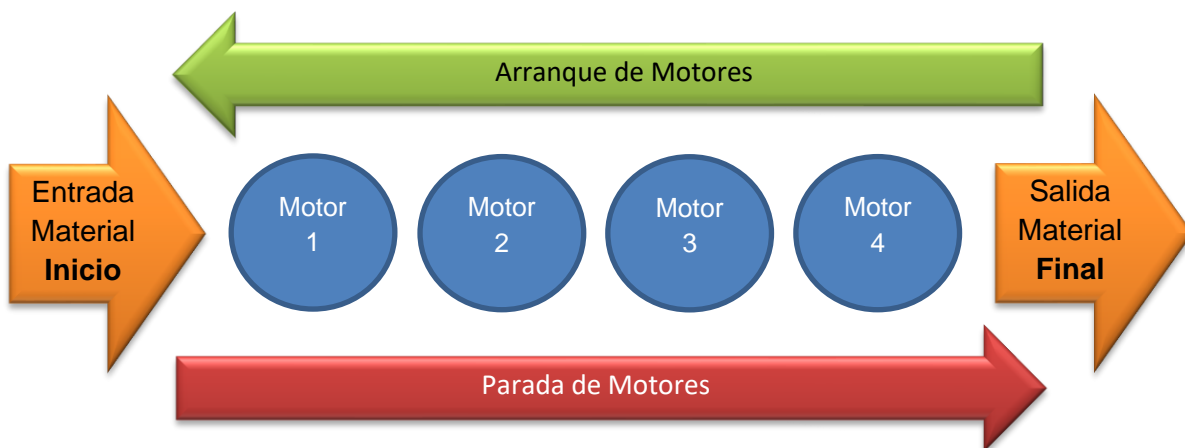 Arranque de Motores
Entrada
Material
Inicio
Motor
1
Motor
2
Motor
3
Motor
4
Salida
Material
Final
Parada de Motores